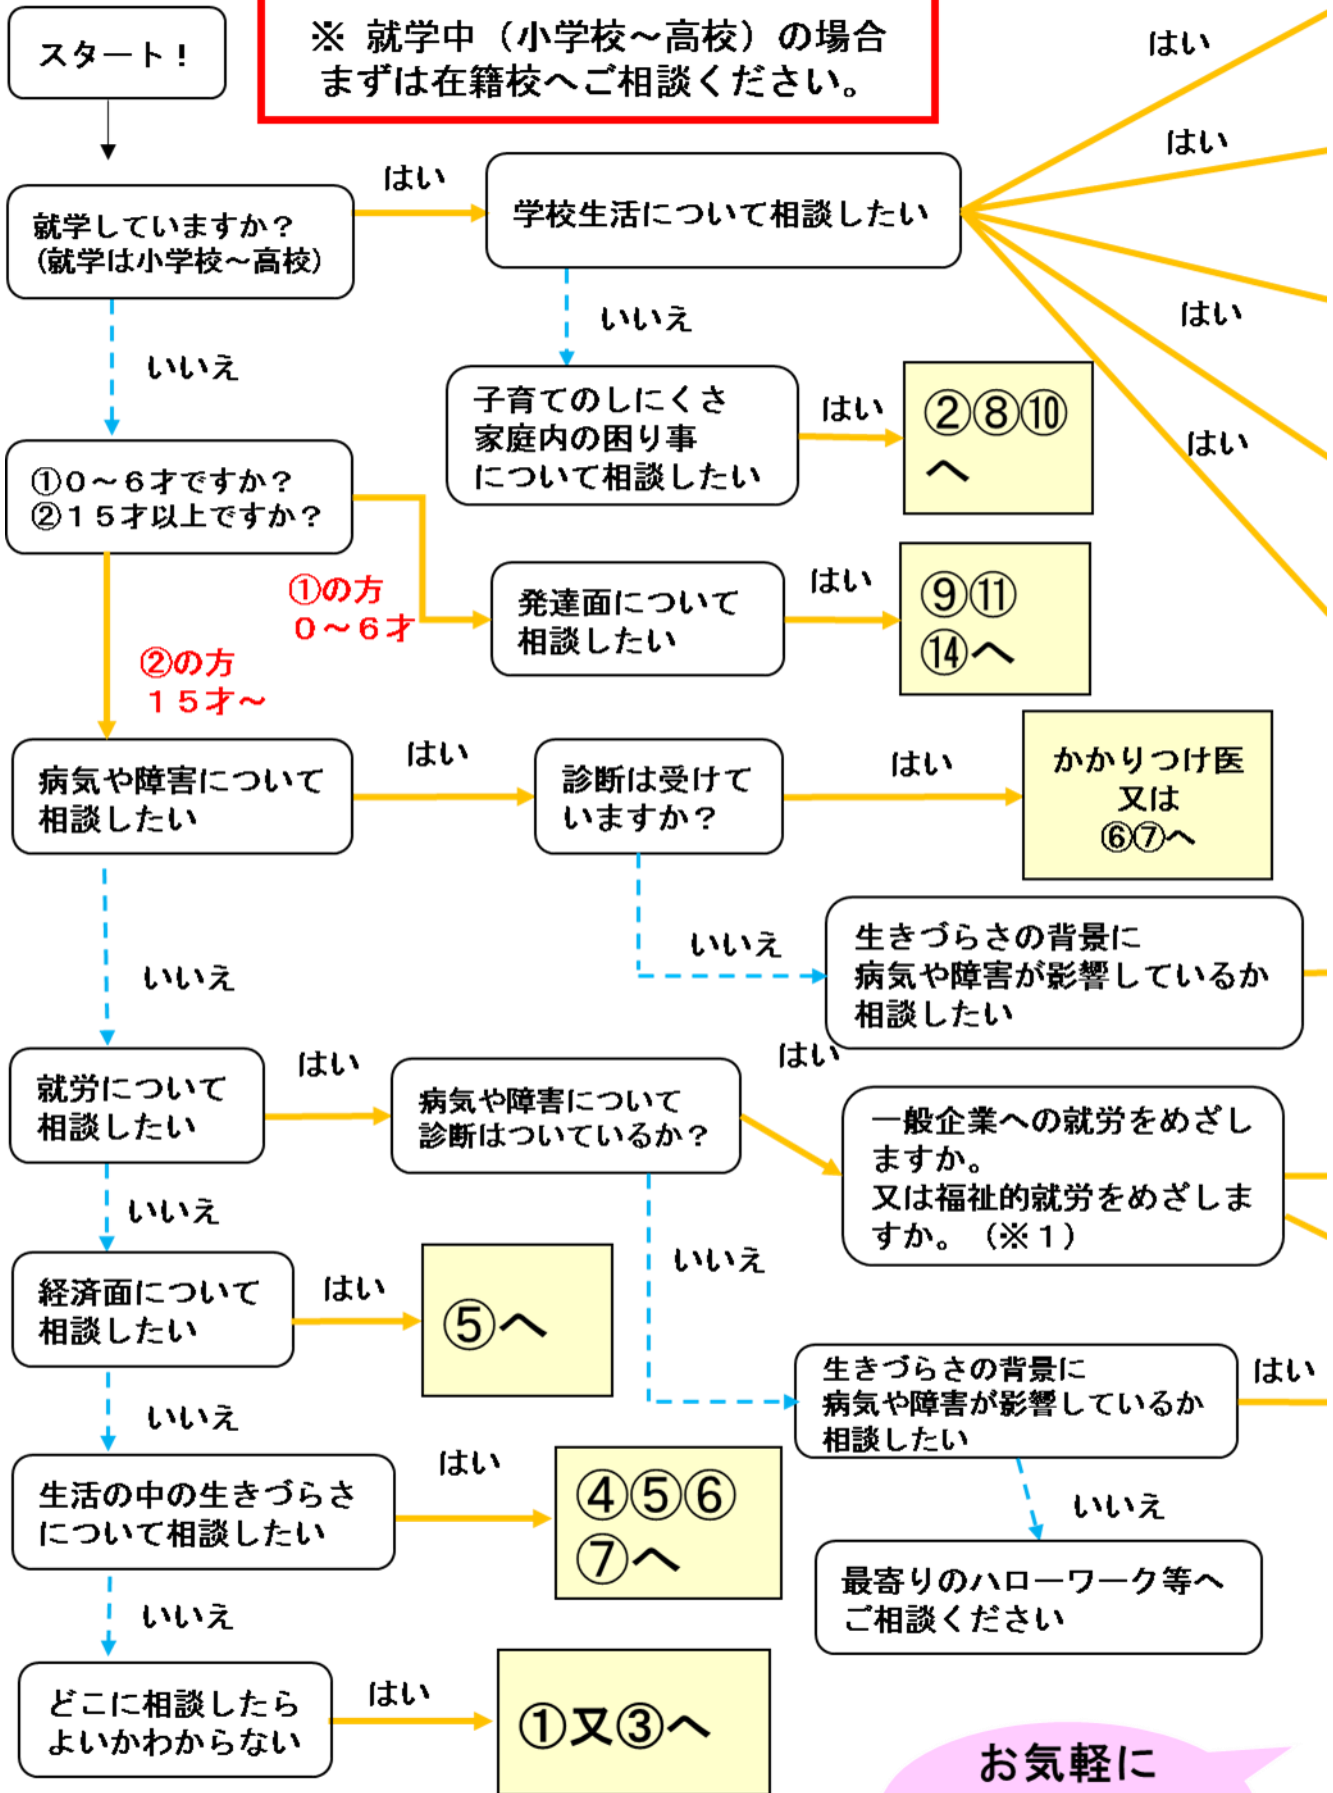 スタート！
※ 就学中（小学校～高校）の場合
まずは在籍校へご相談ください。
はい
はい
はい
はい
就学していますか？
(就学は小学校～高校)
はい
学校生活について相談したい
いいえ
いいえ
子育てのしにくさ
家庭内の困り事
について相談したい
はい
②⑧⑩
へ
①０～６才ですか？
②１５才以上ですか？
①の方
０～６才
発達面について
相談したい
はい
⑨⑪
⑭へ
②の方
１５才～
病気や障害について
相談したい
はい
診断は受けて
いますか？
はい
かかりつけ医
又は
⑥⑦へ
いいえ
生きづらさの背景に
病気や障害が影響しているか
相談したい
いいえ
就労について
相談したい
はい
病気や障害について
診断はついているか？
はい
一般企業への就労をめざし
ますか。
又は福祉的就労をめざしま
すか。（※１）
いいえ
いいえ
経済面について
相談したい
はい
⑤へ
生きづらさの背景に
病気や障害が影響しているか
相談したい
はい
いいえ
生活の中の生きづらさ
について相談したい
はい
④⑤⑥
⑦へ
いいえ
最寄りのハローワーク等へ
ご相談ください
いいえ
どこに相談したら
よいかわからない
はい
①又③へ
お気軽に